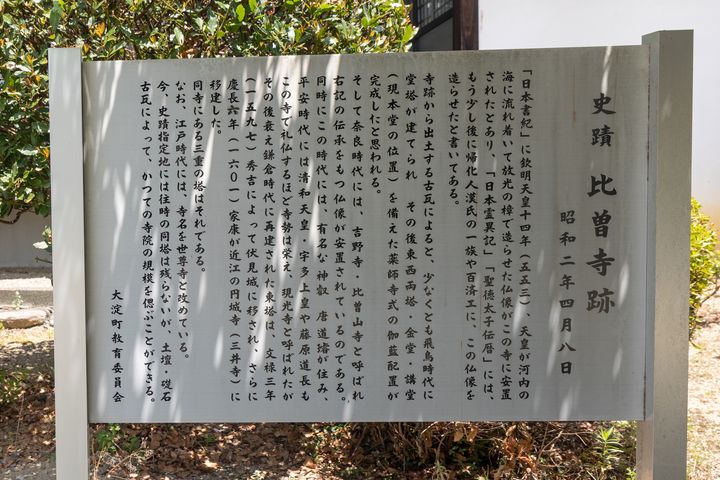 史蹟 比曽寺跡
昭和二年四月八日
「日本書紀」に欽明天皇十四年(五五三)、天皇が河内の
海に流れ着いて放光の樟で造らせた仏像がこの寺に安置
されたとあり、「日本霊異記」「聖徳太子伝暦」には、
もう少し後に帰化人漢氏の一族や百済工に、この仏像を
造らせたと書いてある。
寺跡から出土する古瓦によると、少なくとも飛鳥時代に
堂塔が建てられ その後東西両塔・金堂・講堂
(現本堂の位置)を備えた薬師寺式の伽藍配置が
完成したと思われる。
そして奈良時代には、吉野寺・比曽山寺と呼ばれ
右記の伝承をもつ仏像が安置されているのである。
同時にこの時代には、有名な神叡・唐道璿が住み、
平安時代には清和天皇・宇多上皇や藤原道長も
この寺で礼仏するほど寺勢は栄え、現光寺と呼ばれたが
その後衰え鎌倉時代に再建された東塔は、文禄三年
(一五九七)秀吉によって伏見城に移され、さらに
慶長六年(一六〇一)家康が近江の円城寺(三井寺)に
移建した。
同寺にある三重の塔はそれである。
なお、江戸時代には、寺名を世尊寺と改めている。
今・史蹟指定地には往時の同塔は残らないが、土壇・礎石
古瓦によって、かつての寺院の規模を偲ぶことができる。
大淀町教育委員会